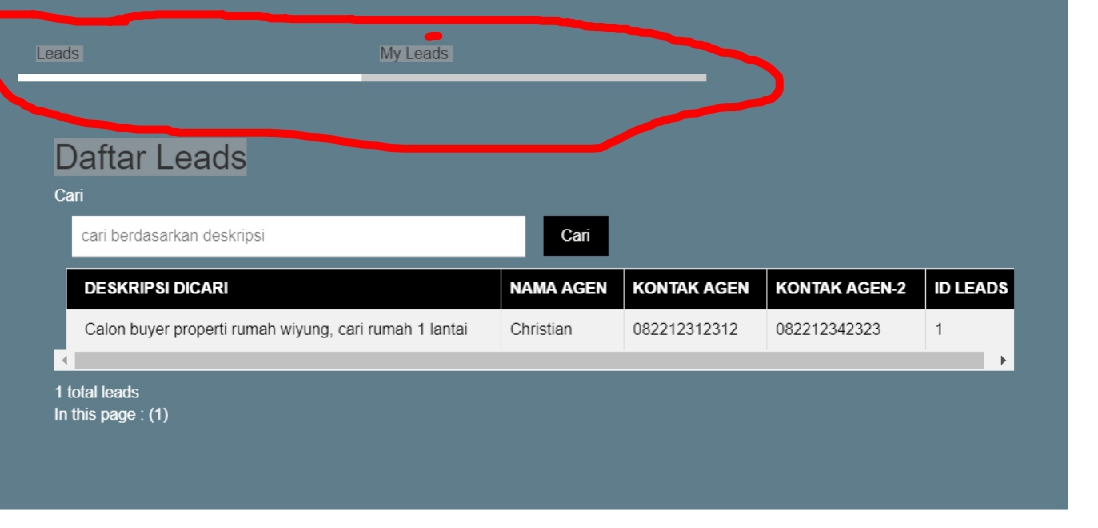 Leads My Leads
Daftar Leads
Cari
cari berdasarkan deskripsi Cari
DESKRIPSI DICARI NAMA AGEN KONTAK AGEN KONTAK AGEN-2 ID LEADS
Calon buyer properti rumah wiyung, cari rumah 1 lantai Christian 082212312312 082212342323 1
1 total leads
In this page : (1)